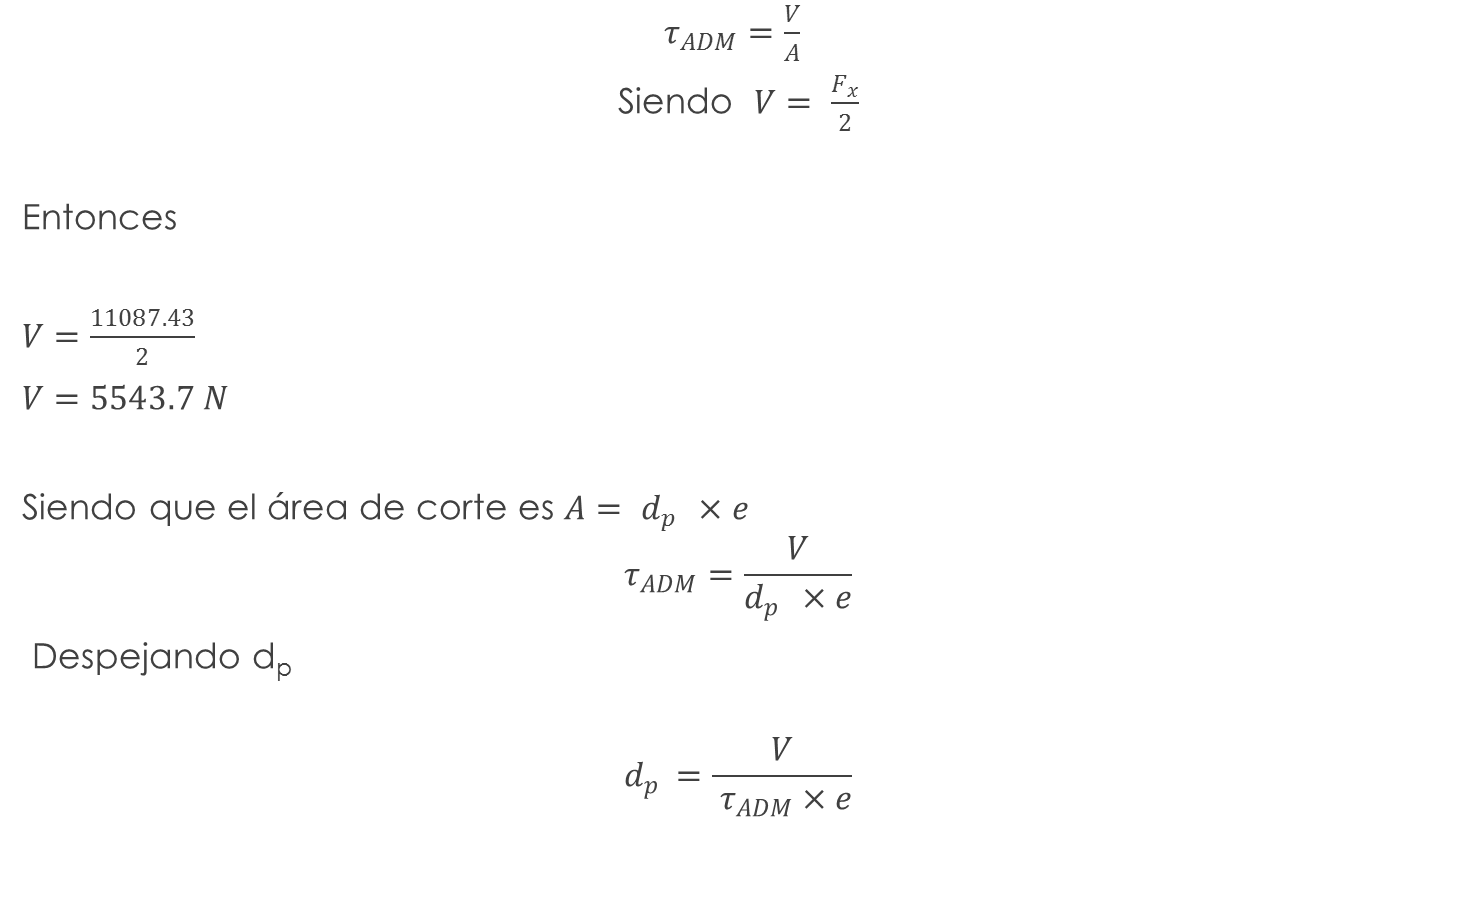 τ_ADM = V/A
Siendo V = F_x/2
Entonces
V = 11087.43/2
V = 5543.7 N
Siendo que el área de corte es A = d_p × e
τ_ADM = V/(d_p × e)
Despejando d_p
d_p = V/(τ_ADM × e)